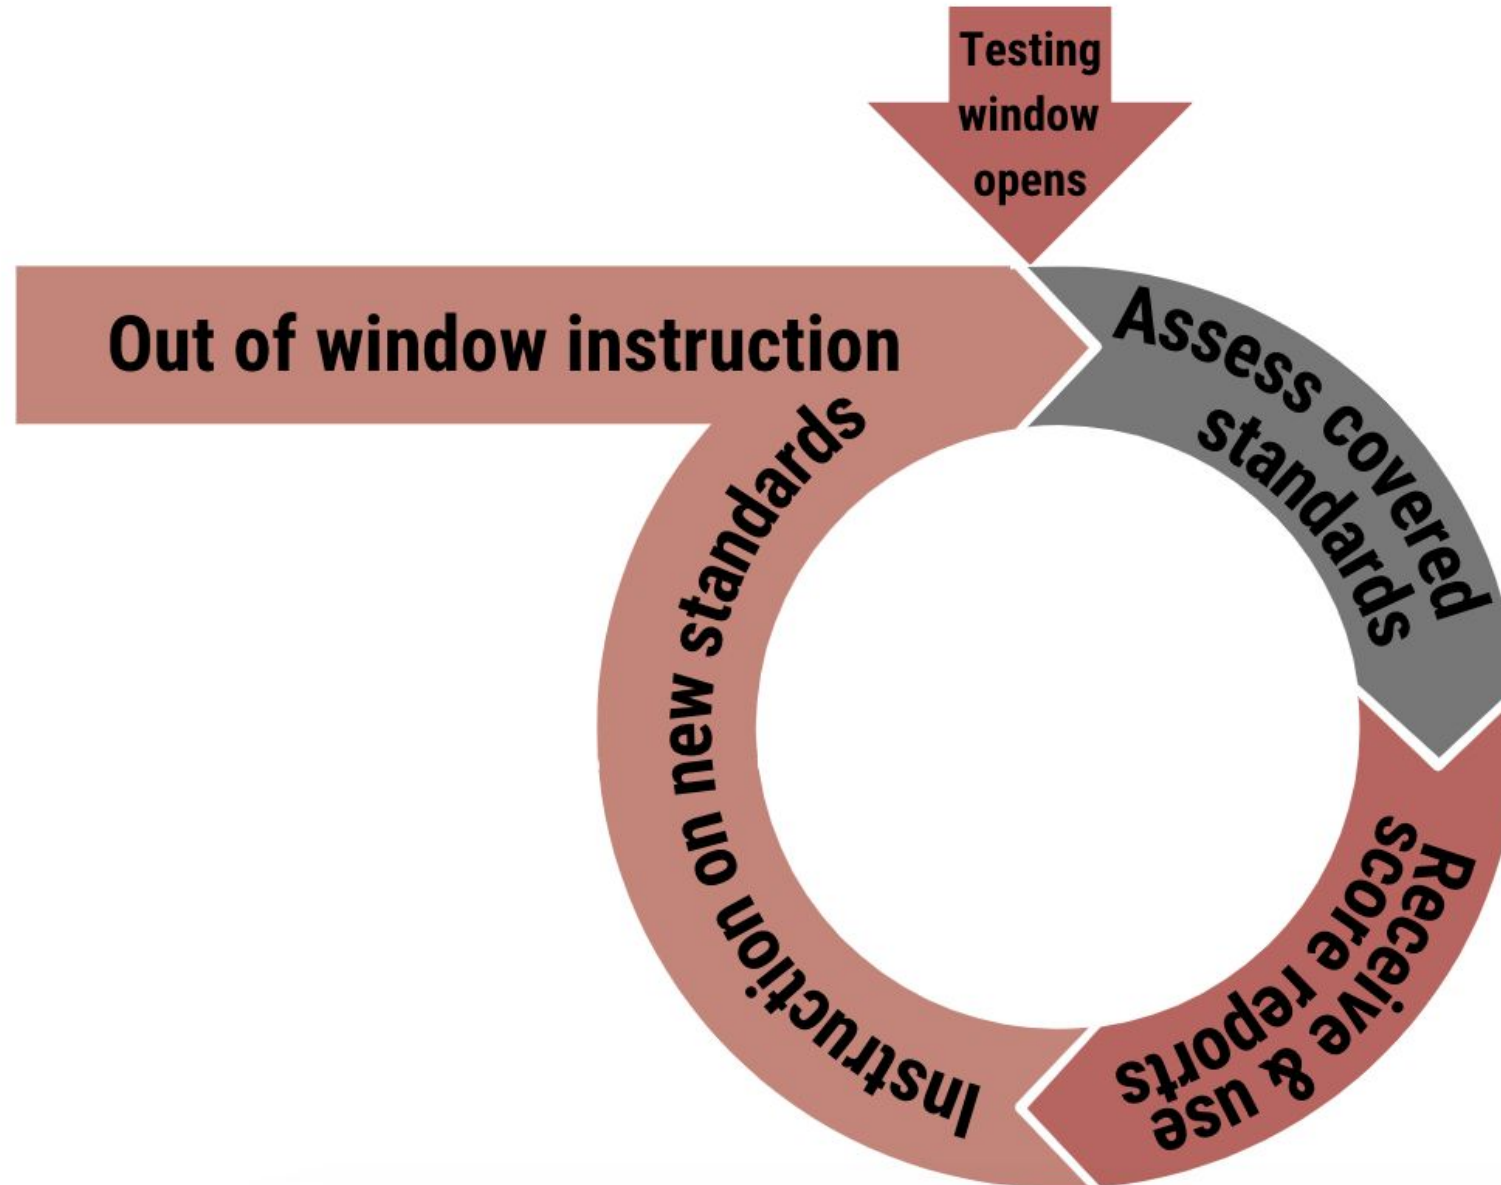 Testing
window
opens
Out of window instruction
Assess covered
standards
Receive & use
score reports
Instruction on new standards